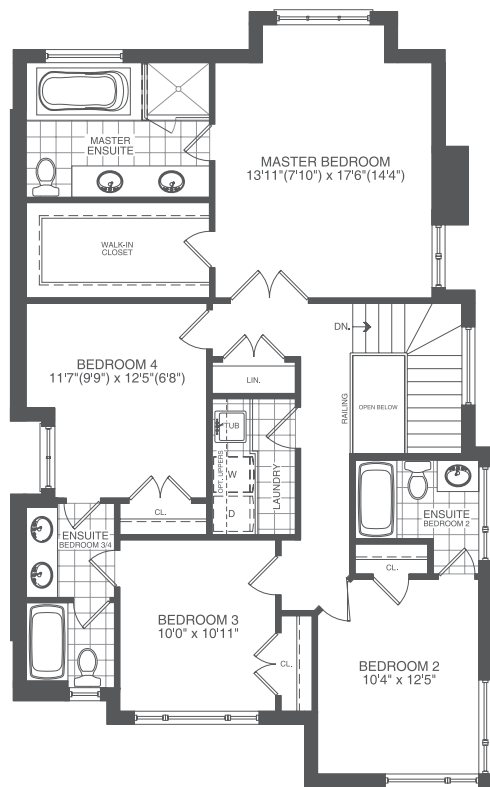 MASTER
ENSUITE
MASTER BEDROOM
13'11"(7'10") x 17'6"(14'4")
WALK-IN
CLOSET
DN.
BEDROOM 4
11'7"(9'9") x 12'5"(6'8")
LIN.
RAILING
OPEN BELOW
TUB
OPT. UPPERS
W
D
LAUNDRY
CL.
ENSUITE
BEDROOM 2
ENSUITE
BEDROOM 3/4
CL.
BEDROOM 3
10'0" x 10'11"
CL.
BEDROOM 2
10'4" x 12'5"